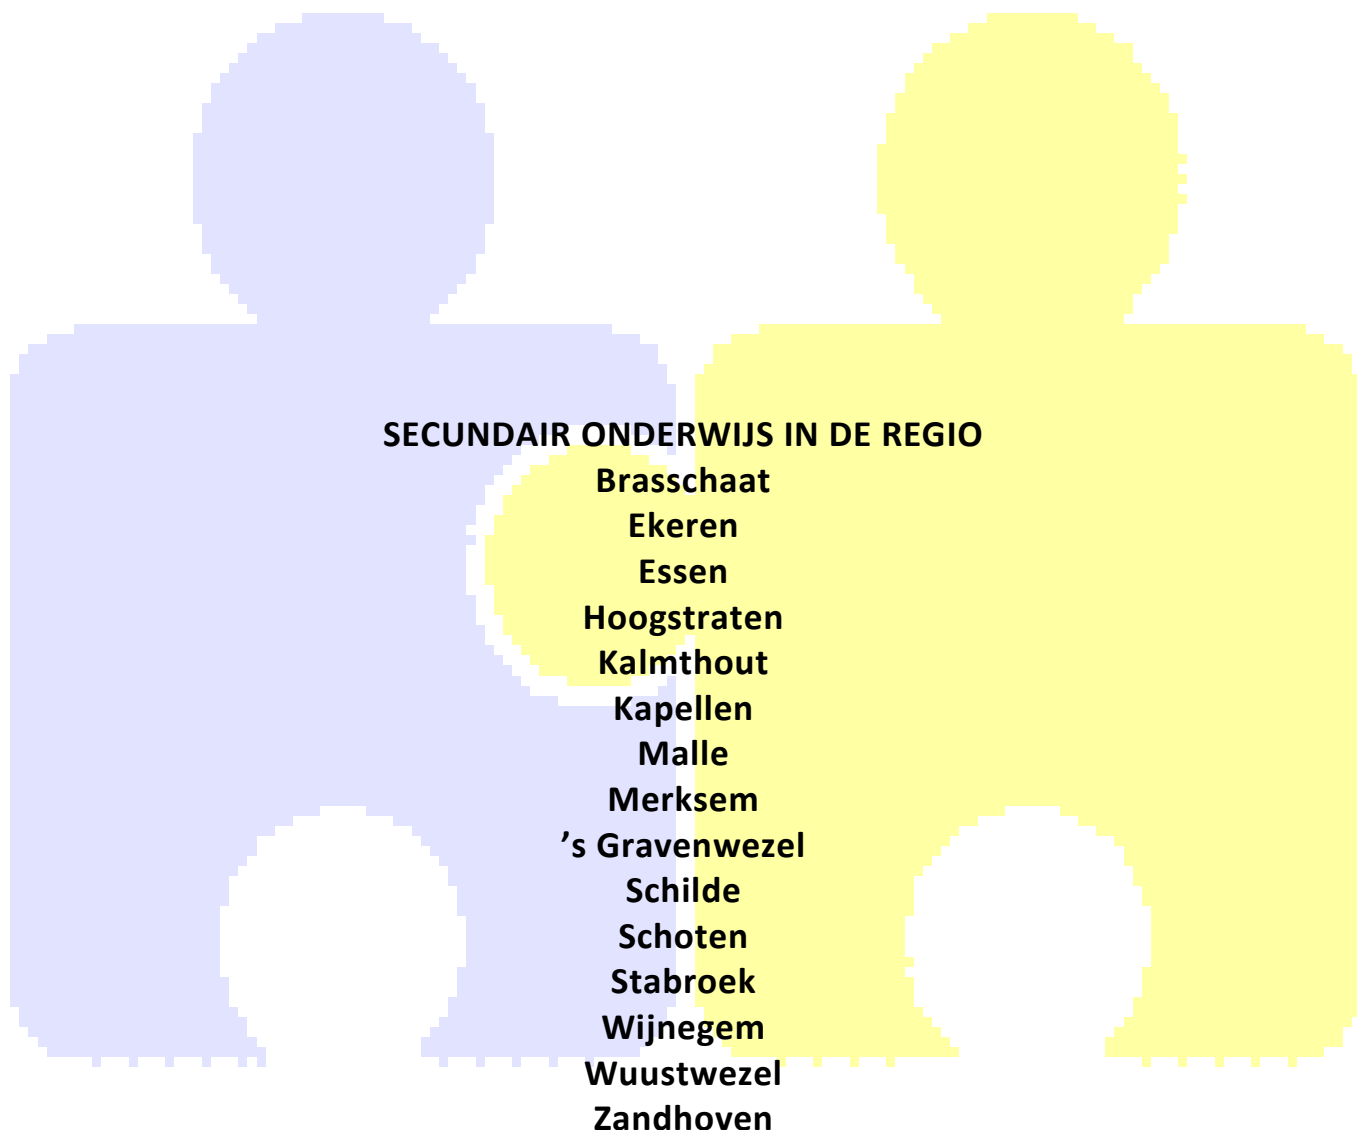 SECUNDAIR ONDERWIJS IN DE REGIO
Brasschaat
Ekeren
Essen
Hoogstraten
Kalmthout
Kapellen
Malle
Merksem
’s Gravenwezel
Schilde
Schoten
Stabroek
Wijnegem
Wuustwezel
Zandhoven